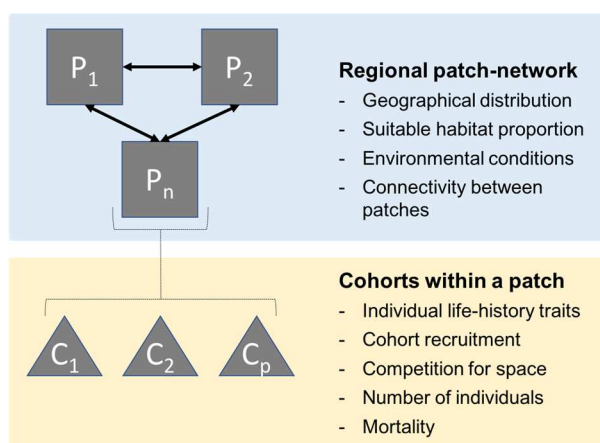 P1
P2
Pn
Regional patch-network
- Geographical distribution
- Suitable habitat proportion
- Environmental conditions
- Connectivity between
patches
C1
C2
Cp
Cohorts within a patch
- Individual life-history traits
- Cohort recruitment
- Competition for space
- Number of individuals
- Mortality